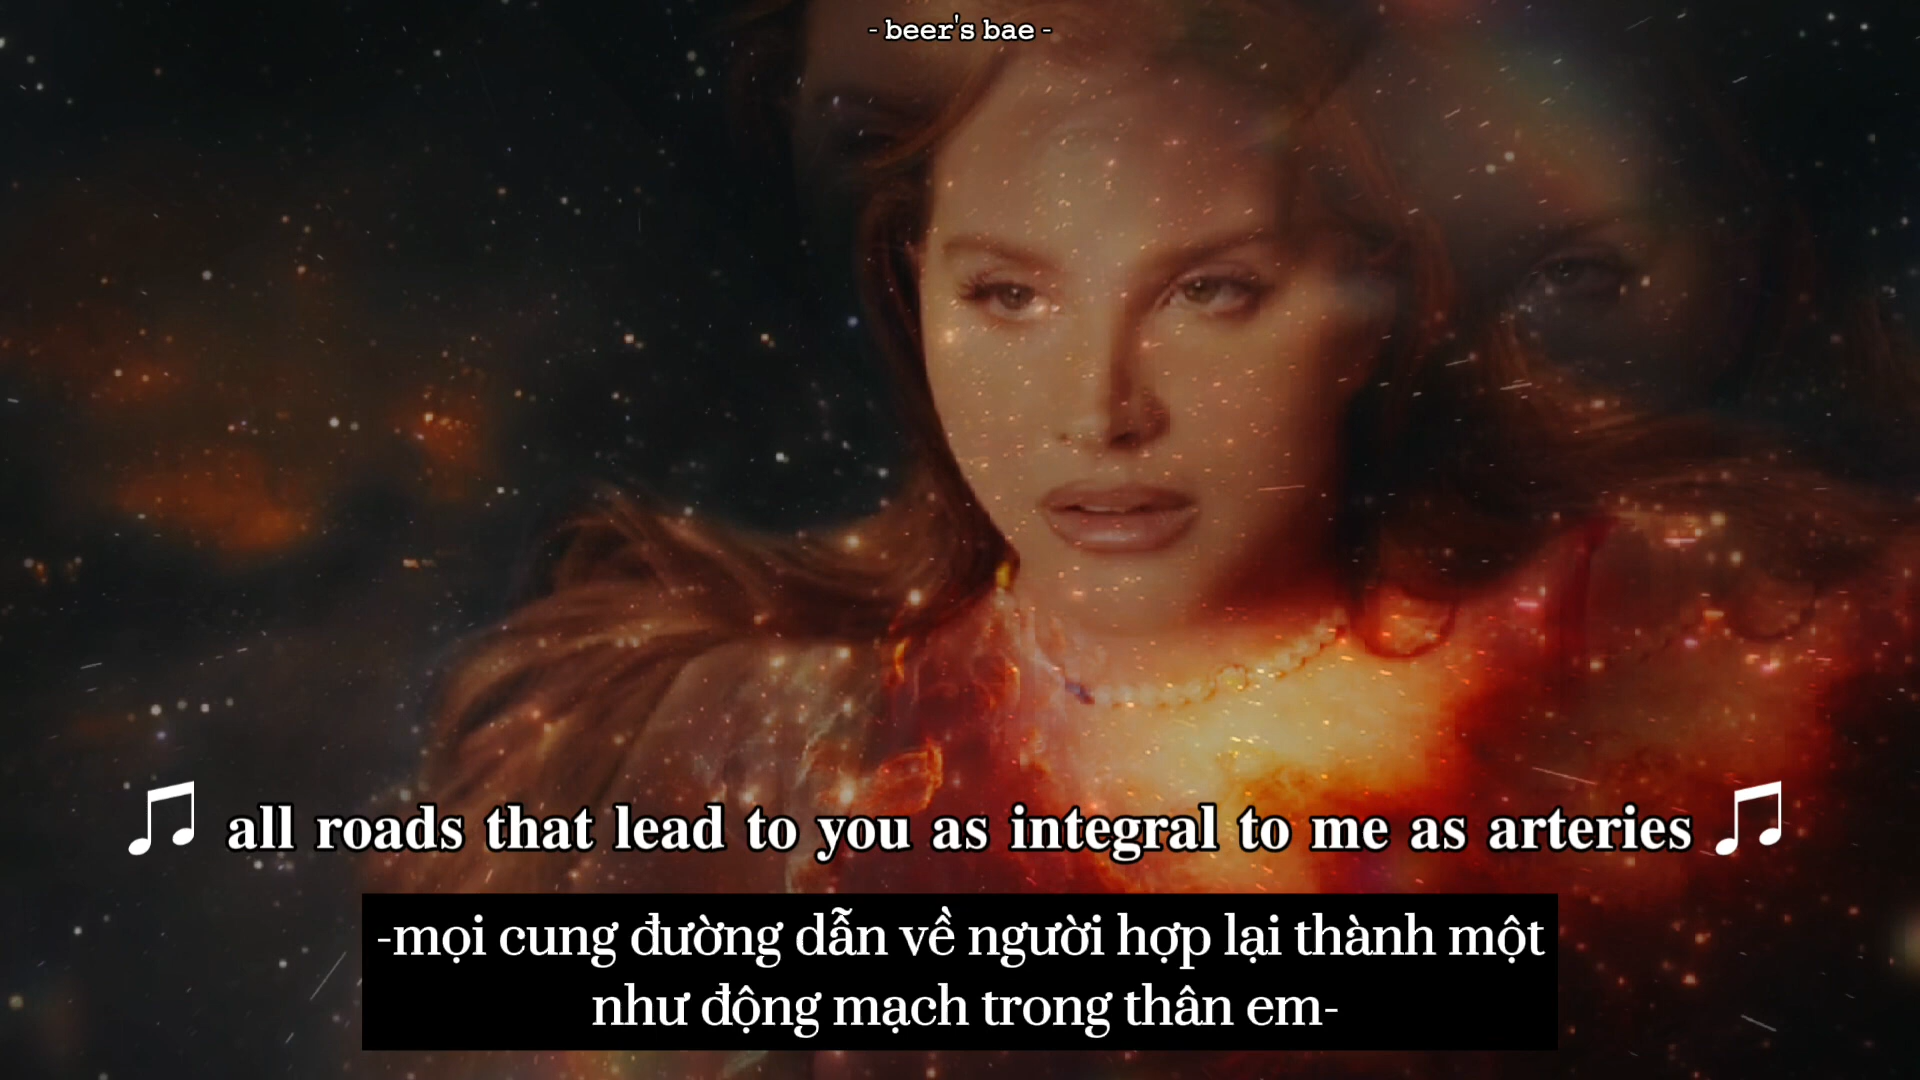 - beer's bae -
all roads that lead to you as integral to me as arteries
-mọi cung đường dẫn về người hợp lại thành một
như động mạch trong thân em-